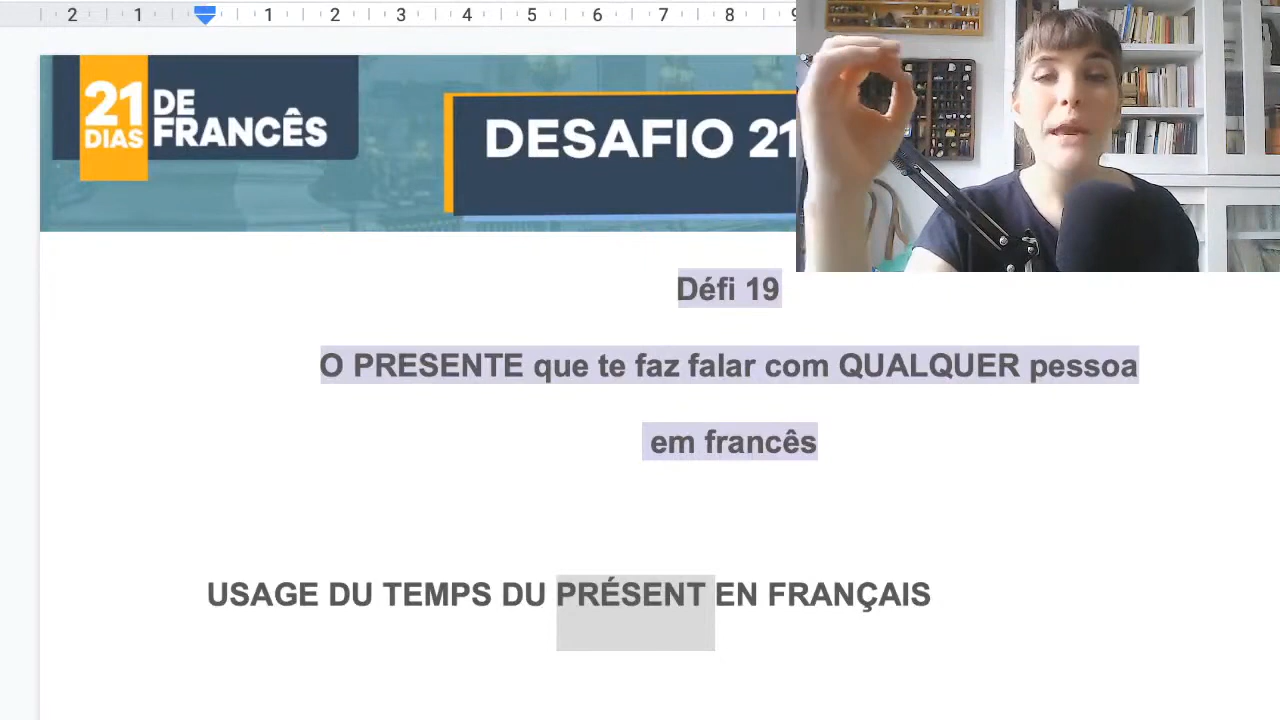 2 1 1 2 3 4 5 6 7 8 9
21 DE
DIAS FRANCÊS
DESAFIO 21
Défi 19
O PRESENTE que te faz falar com QUALQUER pessoa
em francês
USAGE DU TEMPS DU PRÉSENT EN FRANÇAIS